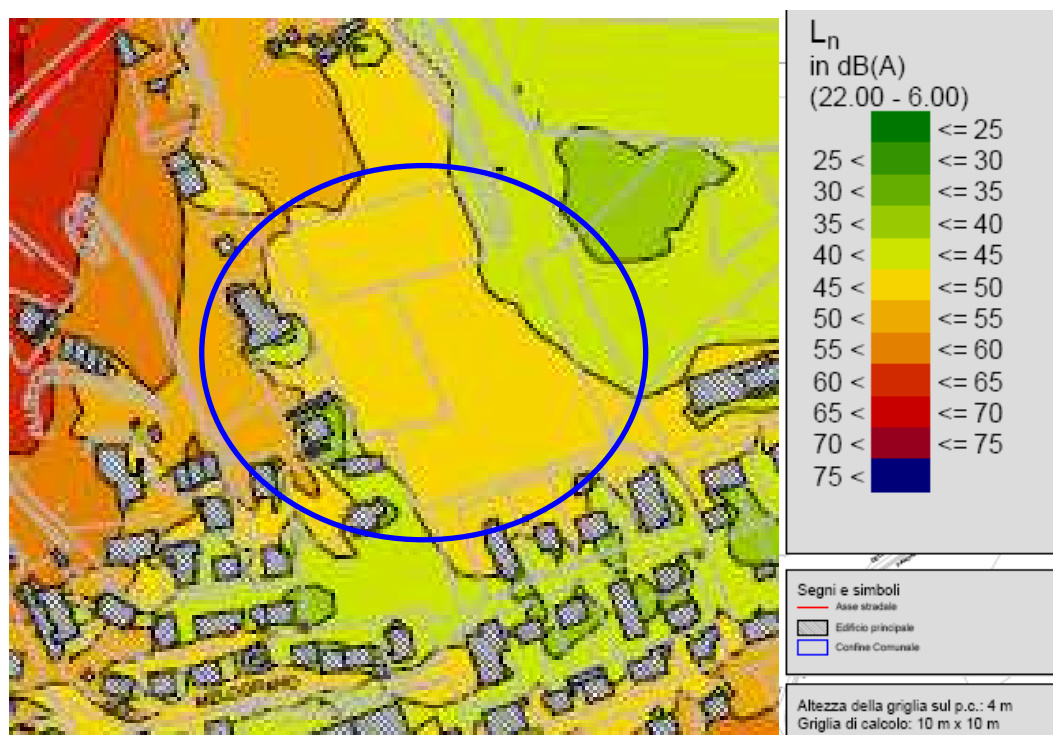 Ln
in dB(A)
(22.00 - 6.00)
<= 25
25 < <= 30
30 < <= 35
35 < <= 40
40 < <= 45
45 < <= 50
50 < <= 55
55 < <= 60
60 < <= 65
65 < <= 70
70 < <= 75
75 <
Segni e simboli
Asse stradale
Edificio principale
Confine Comunale
Altezza della griglia sul p.c.: 4 m
Griglia di calcolo: 10 m x 10 m